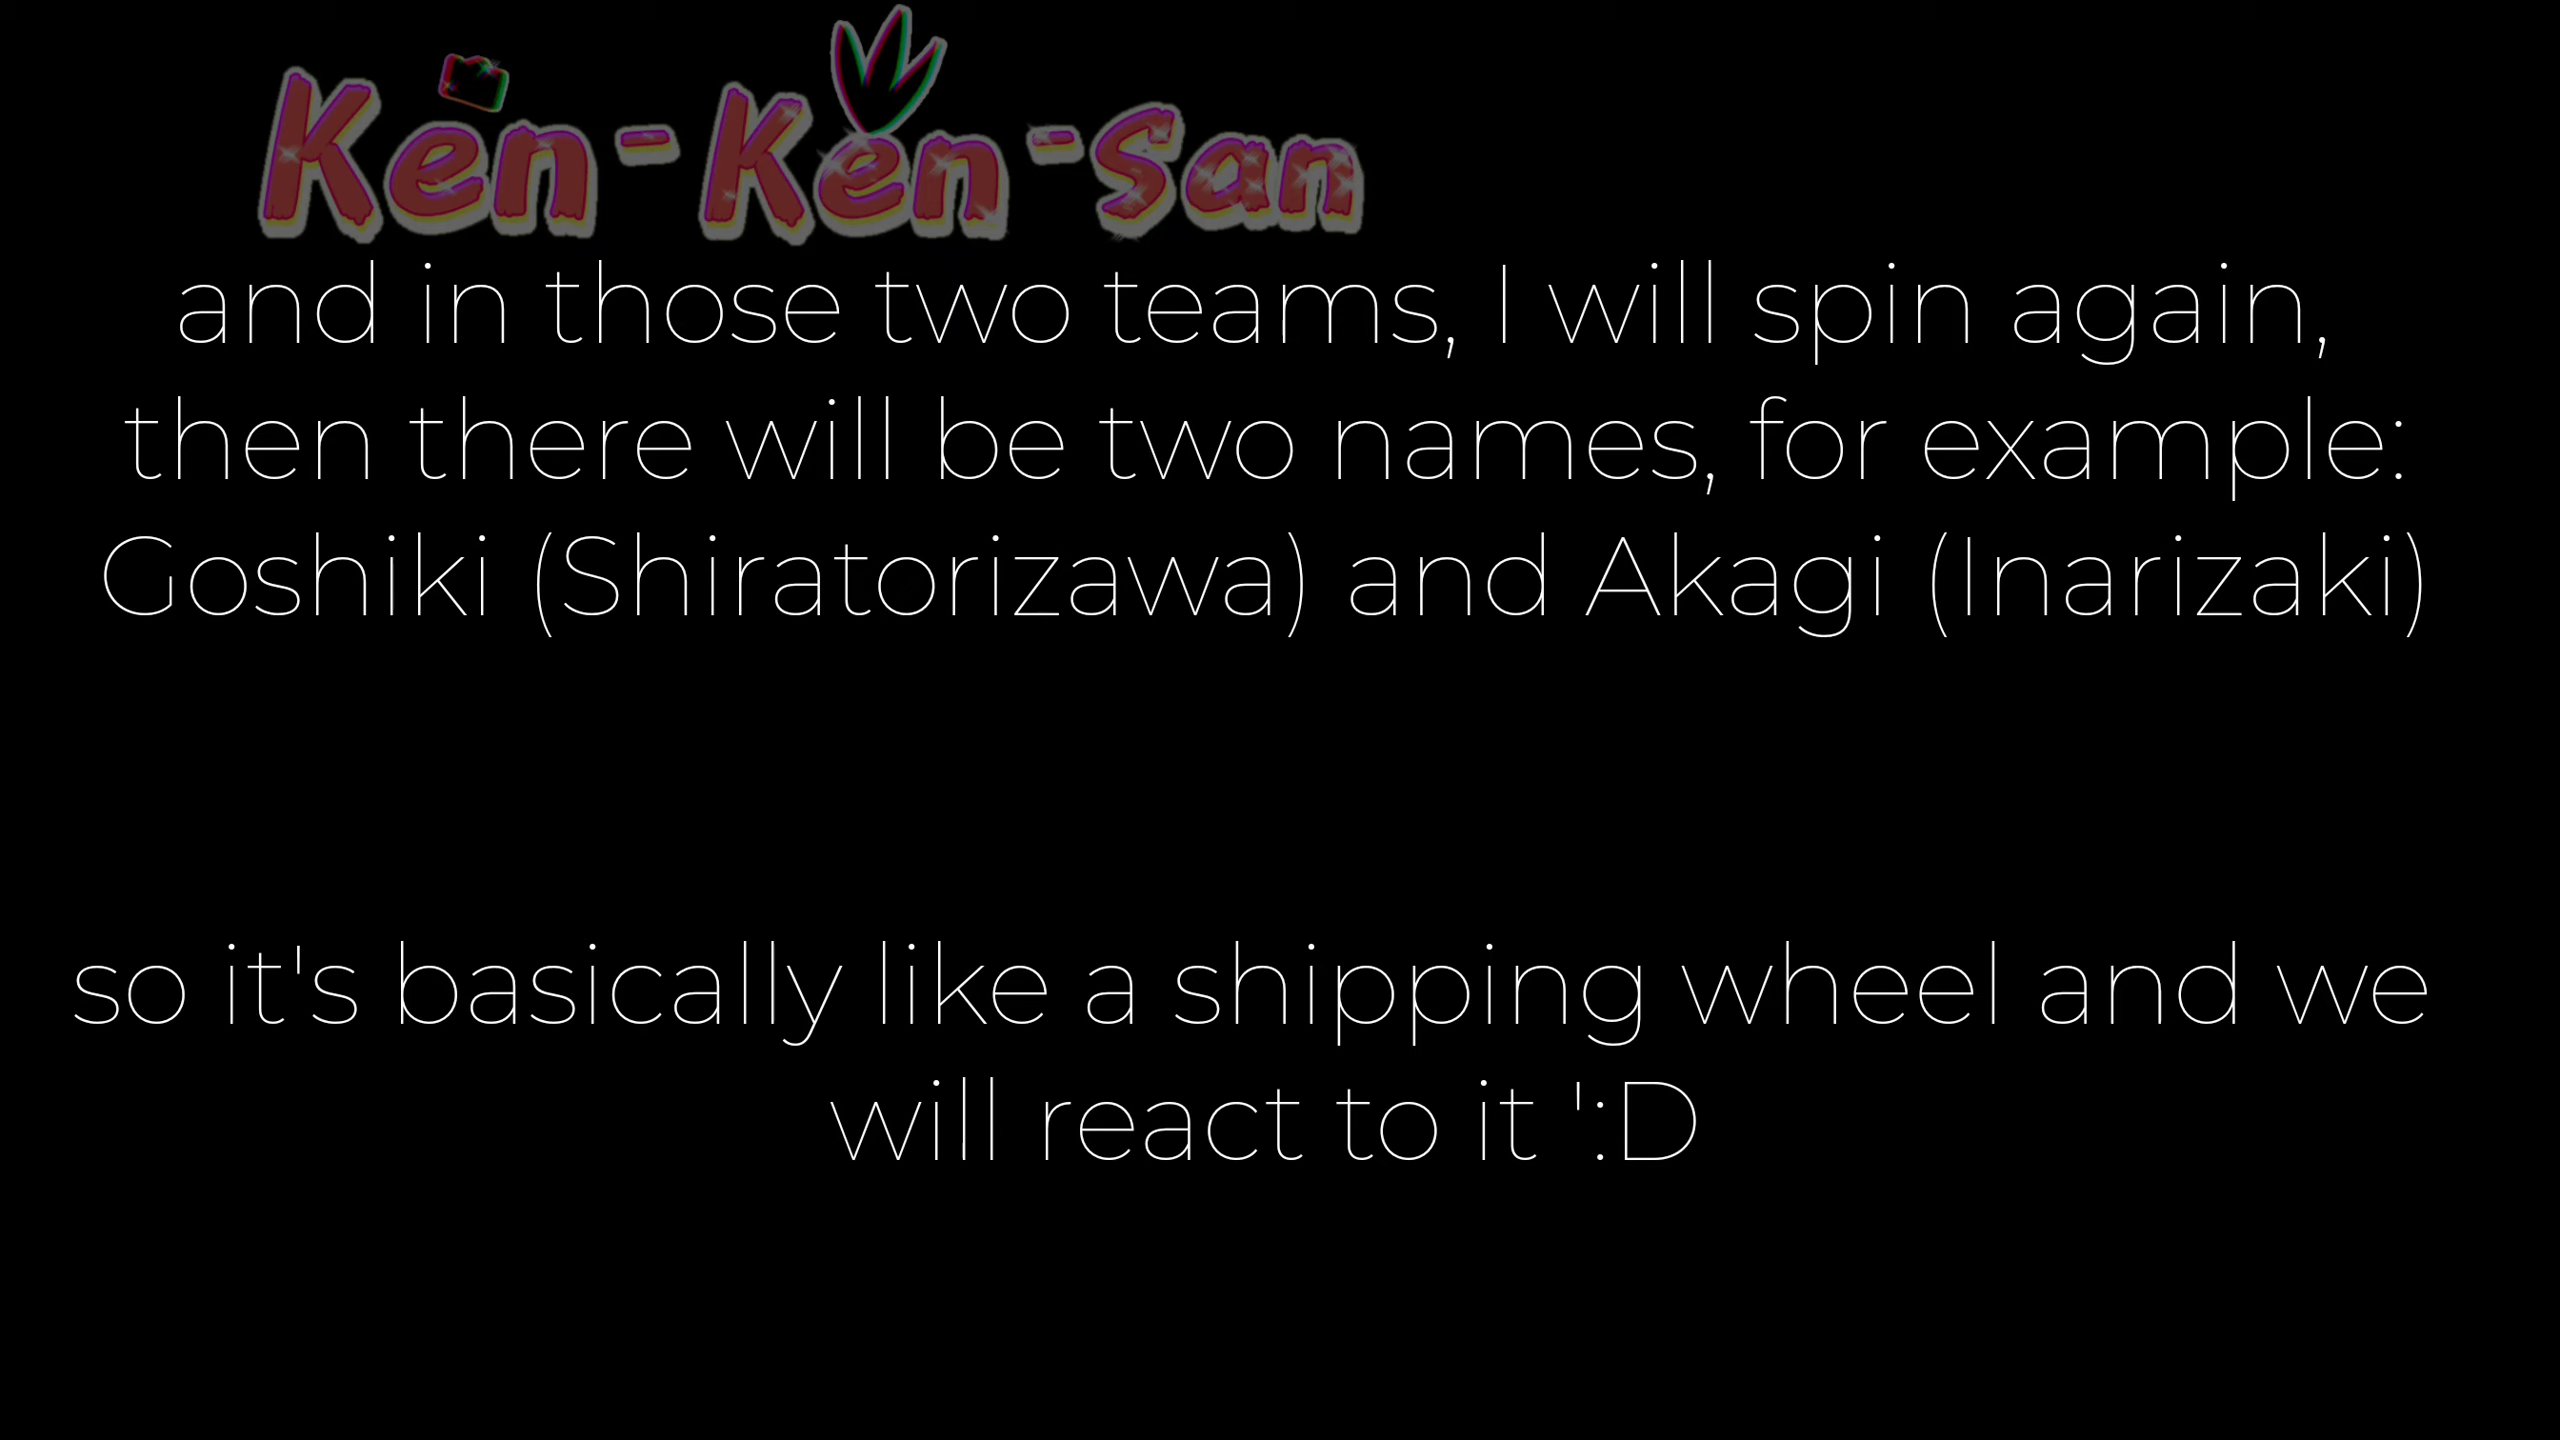 Ken-Ken-San
and in those two teams, I will spin again,
then there will be two names, for example:
Goshiki (Shiratorizawa) and Akagi (Inarizaki)
so it's basically like a shipping wheel and we
will react to it ':D